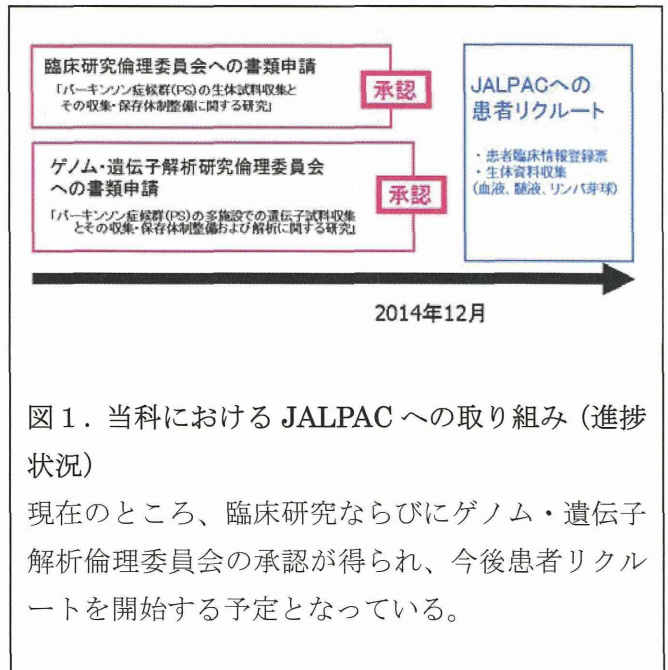 臨床研究倫理委員会への書類申請
「パーキンソン症候群(PS)の生体試料収集と
その収集・保存体制整備に関する研究」
承認
ゲノム・遺伝子解析研究倫理委員会
への書類申請
「パーキンソン症候群(PS)の多施設での遺伝子試料収集
とその収集・保存体制整備および解析に関する研究」
承認
JALPACへの
患者リクルート
・患者臨床情報登録票
・生体資料収集
(血液、髄液、リンパ芽球)
2014年12月
図1．当科における JALPAC への取り組み（進捗
状況）
現在のところ、臨床研究ならびにゲノム・遺伝子
解析倫理委員会の承認が得られ、今後患者リクル
ートを開始する予定となっている。